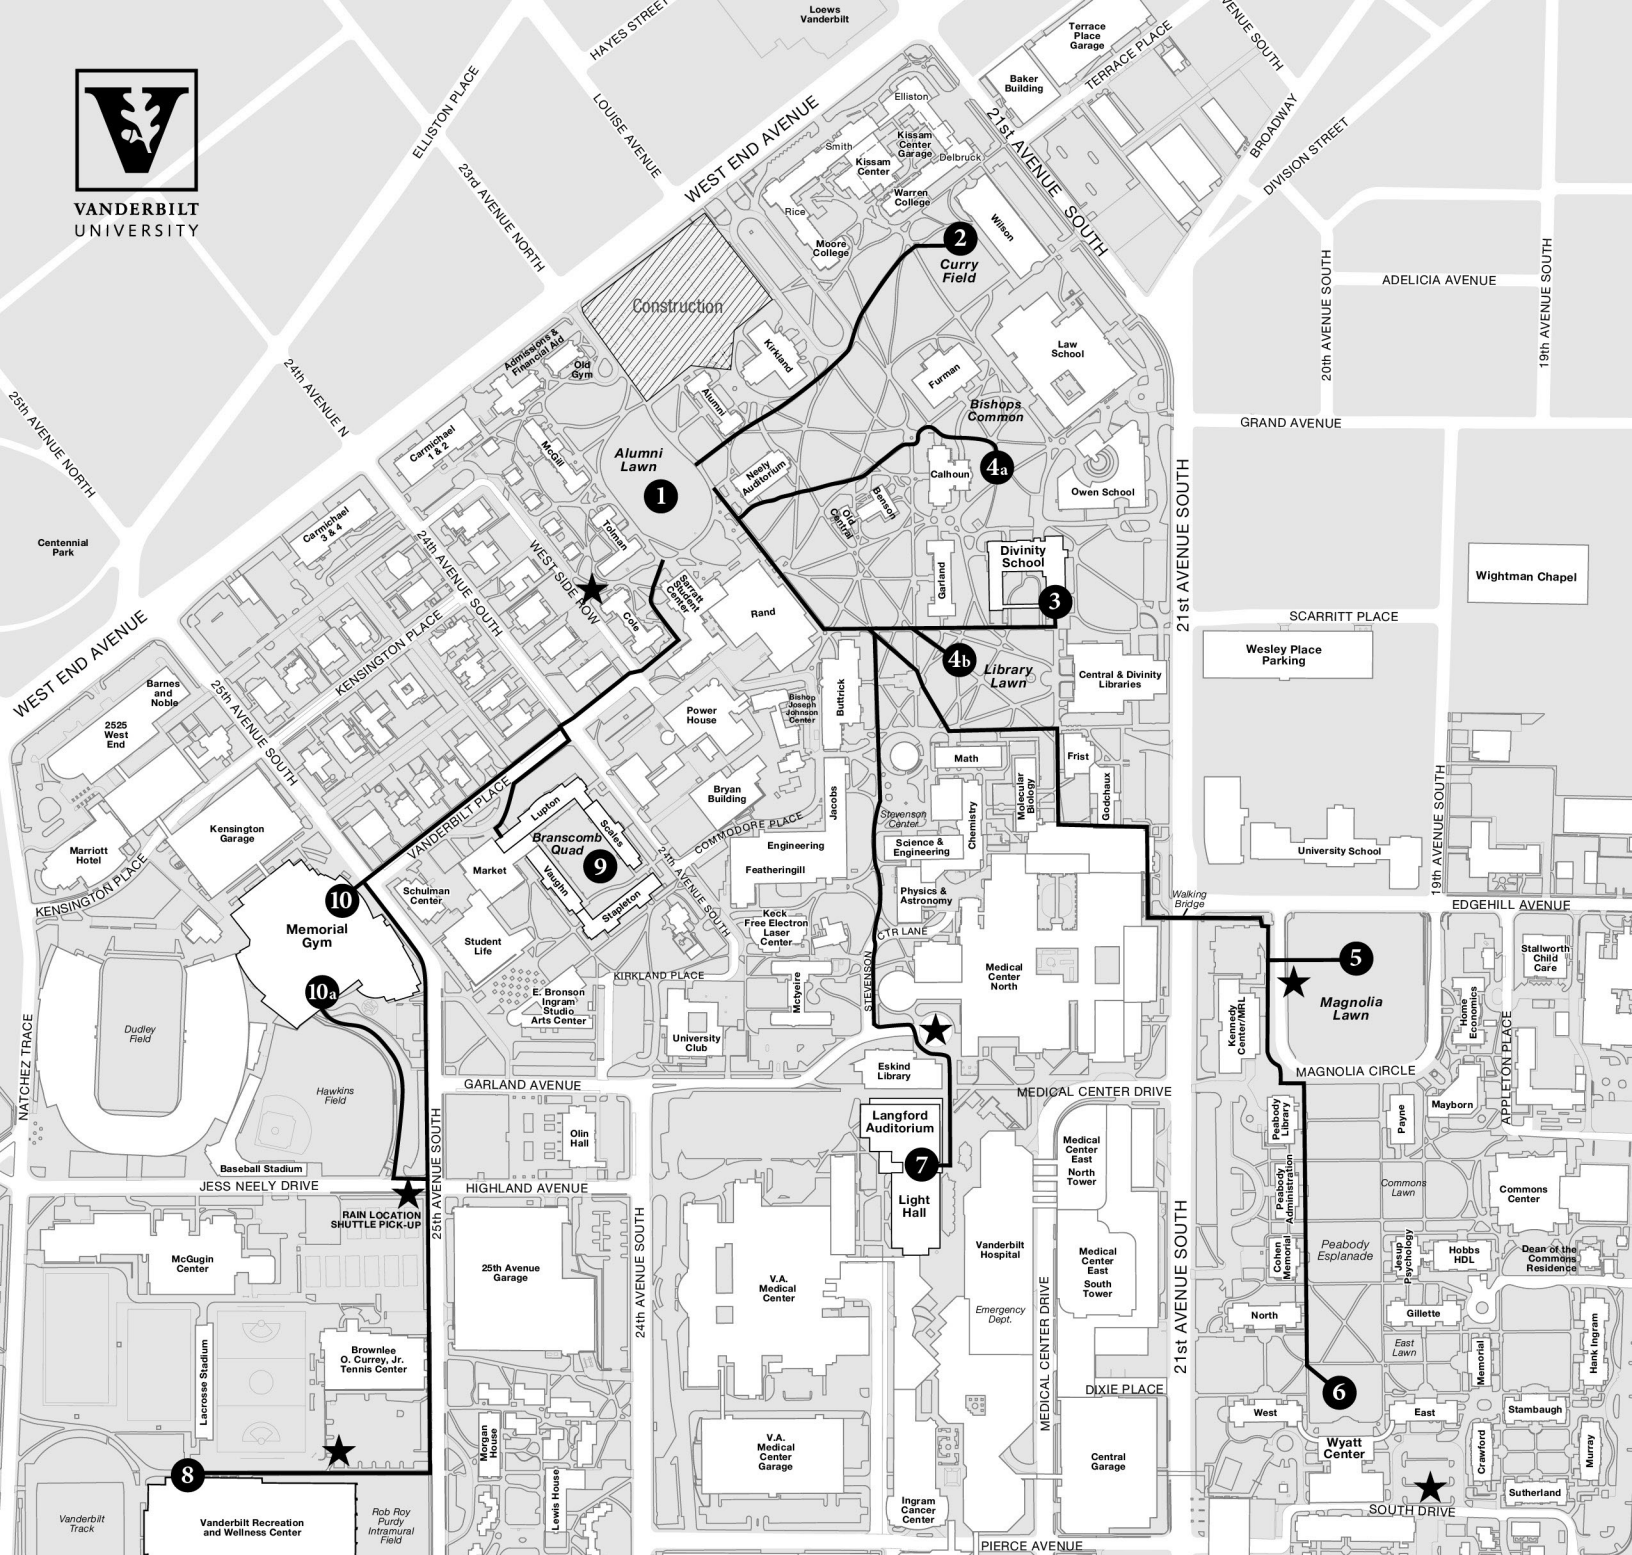 Loews
Vanderbilt
HAYES STREET
Terrace
Place
Garage
TERRACE PLACE
VENUE SOUTH
Baker
Building
VANDERBILT
UNIVERSITY
ELLISTON PLACE
LOUISE AVENUE
WEST END AVENUE
23rd AVENUE NORTH
Elliston
Smith
Kissam
Center
Garage
Kissam
Center
Delbruck
Warren
College
Rice
Moore
College
Wilson
21st AVENUE SOUTH
BROADWAY
DIVISION STREET
2
Curry
Field
Construction
ADELICIA AVENUE
20th AVENUE SOUTH
19th AVENUE SOUTH
24th AVENUE N
25th AVENUE NORTH
Admissions &
Financial Aid
Old
Gym
Kirkland
Law
School
Furman
Alumni
Bishops
Common
GRAND AVENUE
Carmichael
1 & 2
McGill
Alumni
Lawn
1
Neely
Auditorium
Calhoun
4a
Owen School
Benson
Old
Central
21st AVENUE SOUTH
Carmichael
3 & 4
Centennial
Park
24th AVENUE SOUTH
WEST SIDE ROW
Tolman
Cole
Sarratt
Student
Center
Rand
Garland
Divinity
School
3
Wightman Chapel
SCARRITT PLACE
WEST END AVENUE
KENSINGTON PLACE
4b
Library
Lawn
Central & Divinity
Libraries
Wesley Place
Parking
Barnes
and
Noble
2525
West
End
25th AVENUE SOUTH
Power
House
Bishop
Joseph
Johnson
Center
Buttrick
Math
Frist
Godchaux
Molecular
Biology
Chemistry
Stevenson
Center
Bryan
Building
Jacobs
COMMODORE PLACE
VANDERBILT PLACE
Lupton
Scales
Branscomb
Quad
9
Vaughn
Stapleton
Market
Schulman
Center
24th AVENUE SOUTH
Engineering
Featheringill
Science &
Engineering
Physics &
Astronomy
19th AVENUE SOUTH
University School
Kensington
Garage
Marriott
Hotel
KENSINGTON PLACE
10
Memorial
Gym
10a
Student
Life
Keck
Free Electron
Laser
Center
CTR LANE
STEVENSON
Walking
Bridge
EDGEHILL AVENUE
5
Magnolia
Lawn
Stallworth
Child
Care
Home
Economics
Kennedy
Center/MRL
Medical
Center
North
KIRKLAND PLACE
E. Bronson
Ingram
Studio
Arts Center
Mctyeire
University
Club
Dudley
Field
NATCHEZ TRACE
Hawkins
Field
GARLAND AVENUE
Eskind
Library
MAGNOLIA CIRCLE
APPLETON PLACE
MEDICAL CENTER DRIVE
Peabody
Library
Payne
Mayborn
Langford
Auditorium
7
Light
Hall
Olin
Hall
25th AVENUE SOUTH
Baseball Stadium
JESS NEELY DRIVE
HIGHLAND AVENUE
RAIN LOCATION
SHUTTLE PICK-UP
Medical
Center
East
North
Tower
Peabody
Administration
Commons
Lawn
Commons
Center
McGugin
Center
25th Avenue
Garage
24th AVENUE SOUTH
V.A.
Medical
Center
Vanderbilt
Hospital
Medical
Center
East
South
Tower
21st AVENUE SOUTH
Cohen
Memorial
Peabody
Esplanade
Jesup
Psychology
Hobbs
HDL
Dean of the
Commons
Residence
Emergency
Dept.
North
Gillette
East
Lawn
Memorial
Hank Ingram
Lacrosse Stadium
Brownlee
O. Currey, Jr.
Tennis Center
MEDICAL CENTER DRIVE
DIXIE PLACE
6
West
East
Stambaugh
Morgan
House
V.A.
Medical
Center
Garage
Central
Garage
Wyatt
Center
Crawford
Murray
8
Lewis House
Ingram
Cancer
Center
Sutherland
SOUTH DRIVE
Vanderbilt
Track
Vanderbilt Recreation
and Wellness Center
Rob Roy
Purdy
Intramural
Field
PIERCE AVENUE